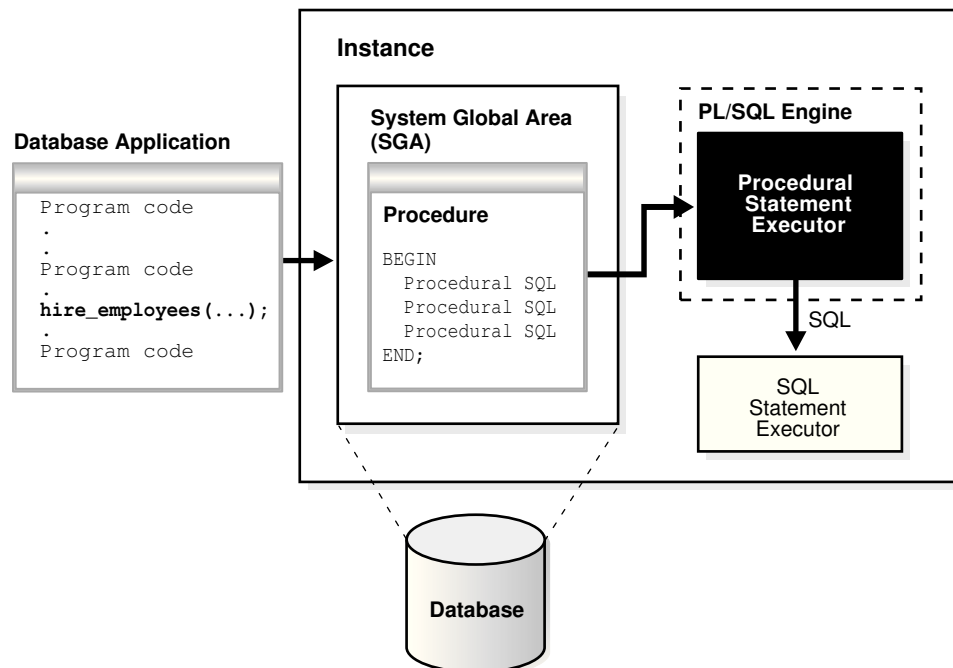 Instance
Database Application
Program code
.
.
Program code
.
hire_employees(...);
.
Program code
System Global Area
(SGA)
Procedure
BEGIN
Procedural SQL
Procedural SQL
Procedural SQL
END;
PL/SQL Engine
Procedural
Statement
Executor
SQL
SQL
Statement
Executor
Database